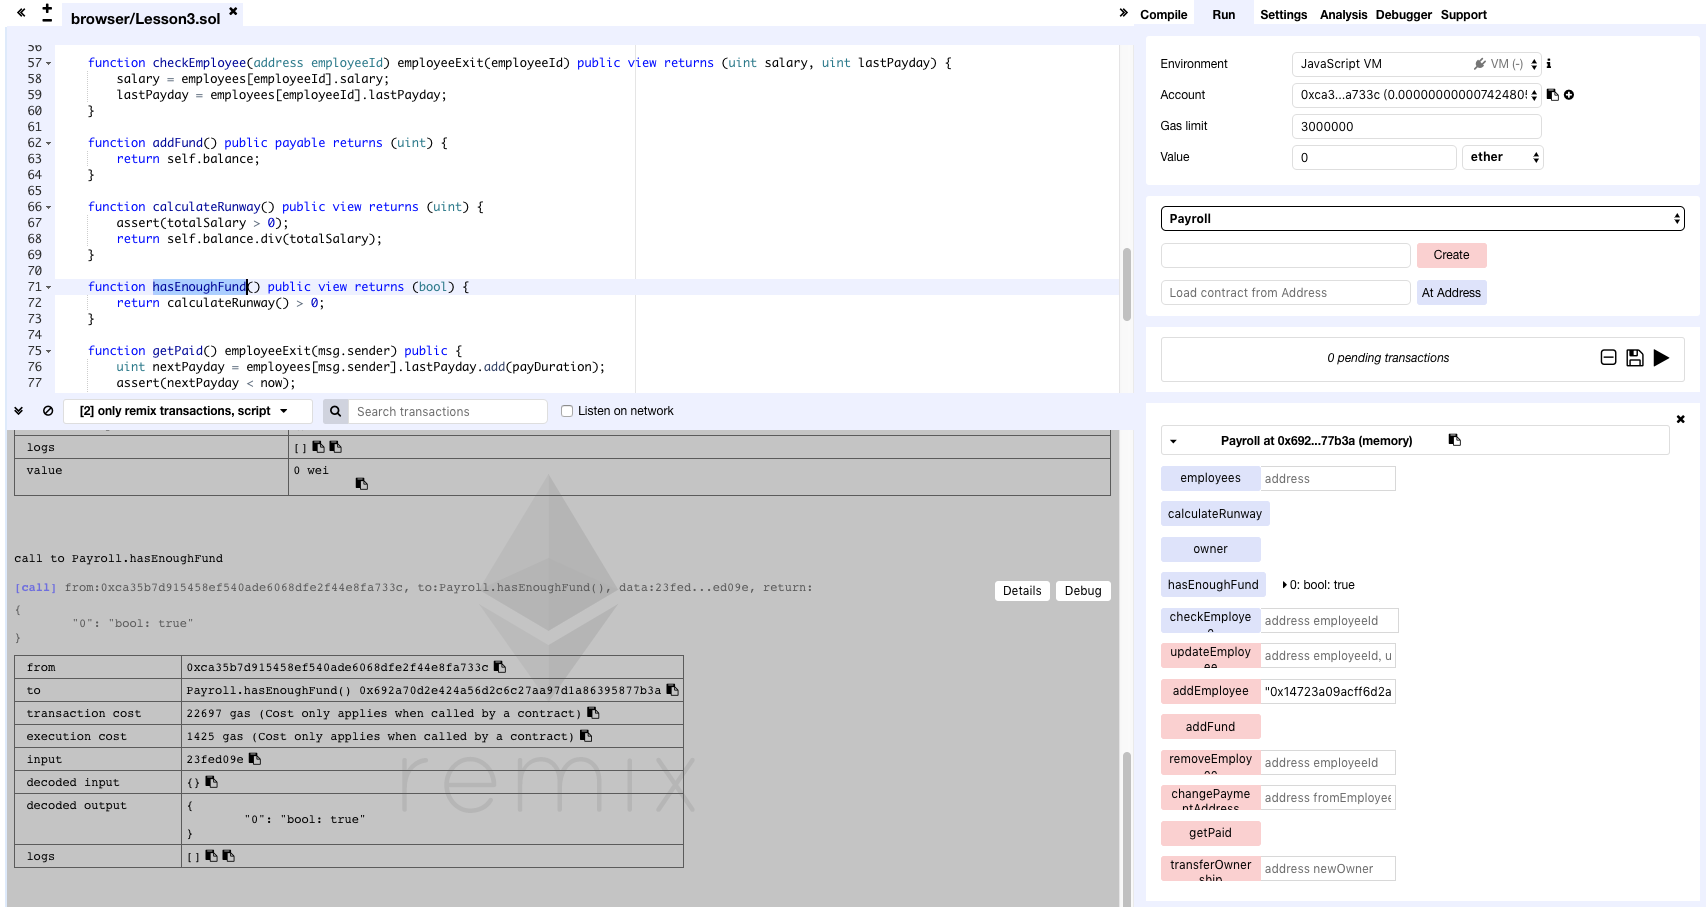 browser/Lesson3.sol
56
57 function checkEmployee(address employeeId) employeeExit(employeeId) public view returns (uint salary, uint lastPayday) {
58 salary = employees[employeeId].salary;
59 lastPayday = employees[employeeId].lastPayday;
60 }
61
62 function addFund() public payable returns (uint) {
63 return self.balance;
64 }
65
66 function calculateRunway() public view returns (uint) {
67 assert(totalSalary > 0);
68 return self.balance.div(totalSalary);
69 }
70
71 function hasEnoughFund() public view returns (bool) {
72 return calculateRunway() > 0;
73 }
74
75 function getPaid() employeeExit(msg.sender) public {
76 uint nextPayday = employees[msg.sender].lastPayday.add(payDuration);
77 assert(nextPayday < now);
[2] only remix transactions, script
Search transactions
Listen on network
logs []
value 0 wei
call to Payroll.hasEnoughFund
[call] from:0xca35b7d915458ef540ade6068dfe2f44e8fa733c, to:Payroll.hasEnoughFund(), data:23fed...ed09e, return:
Details Debug
{
"0": "bool: true"
}
from 0xca35b7d915458ef540ade6068dfe2f44e8fa733c
to Payroll.hasEnoughFund() 0x692a70d2e424a56d2c6c27aa97d1a86395877b3a
transaction cost 22697 gas (Cost only applies when called by a contract)
execution cost 1425 gas (Cost only applies when called by a contract)
input 23fed09e
decoded input {}
decoded output {
"0": "bool: true"
}
logs []
remix
Compile Run Settings Analysis Debugger Support
Environment JavaScript VM VM (-)
Account 0xca3...a733c (0.0000000000074248
Gas limit 3000000
Value 0 ether
Payroll
Create
Load contract from Address At Address
0 pending transactions
Payroll at 0x692...77b3a (memory)
employees address
calculateRunway
owner
hasEnoughFund 0: bool: true
checkEmploye address employeeId
updateEmploy address employeeId, u
ee
addEmployee "0x14723a09acff6d2a
addFund
removeEmploy address employeeId
changePayme address fromEmployee
ntAddress
getPaid
transferOwner address newOwner
ship